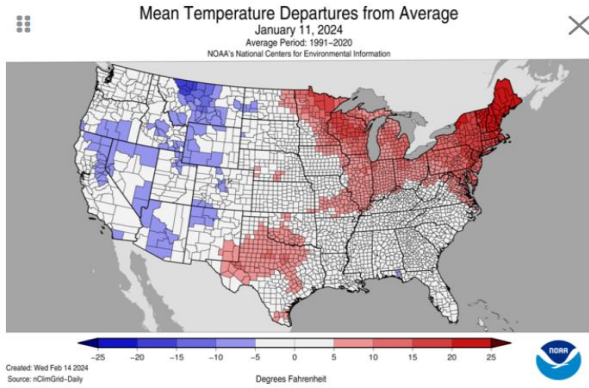 Mean Temperature Departures from Average
January 11, 2024
Average Period: 1991–2020
NOAA's National Centers for Environmental Information
−25 −20 −15 −10 −5 0 5 10 15 20 25
Created: Wed Feb 14 2024
Source: nClimGrid−Daily
Degrees Fahrenheit
NOAA